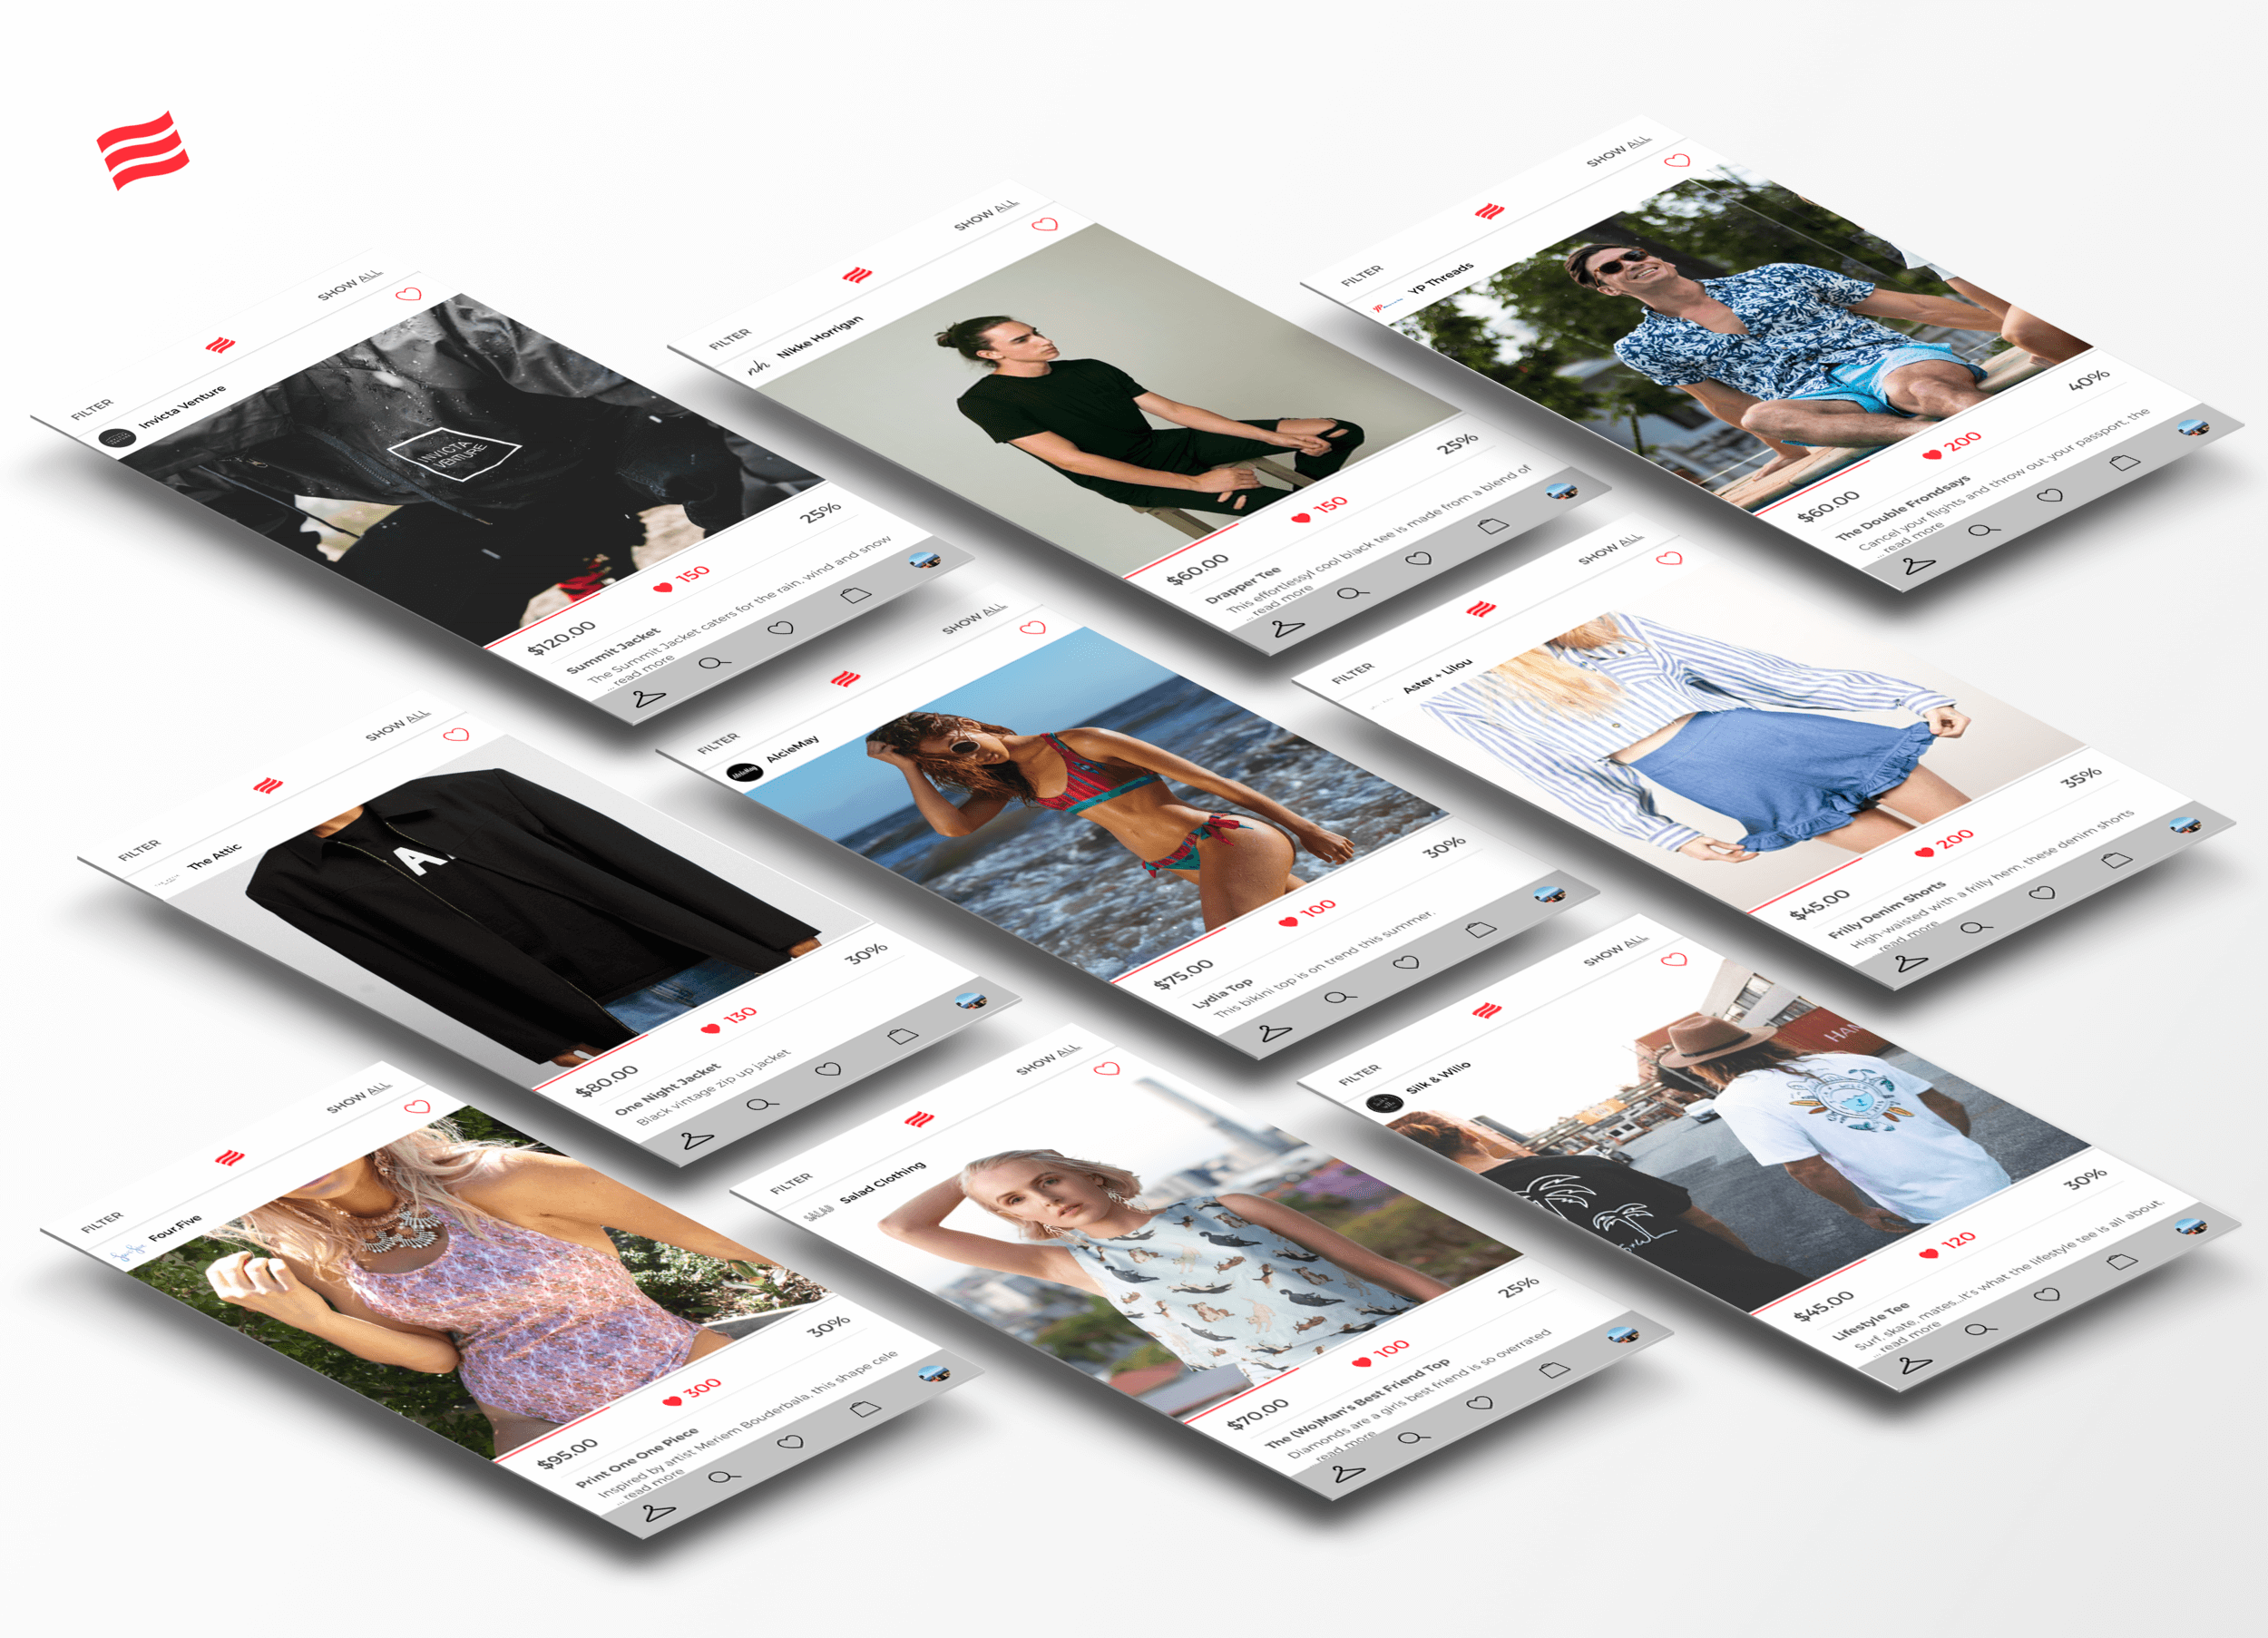 SHOW ALL
FILTER
Invicta Venture
INVICTA
VENTURE
25%
150
$120.00
Summit Jacket
The Summit Jacket caters for the rain, wind and snow
... read more
SHOW ALL
FILTER
nh Nikke Horrigan
25%
150
$60.00
Drapper Tee
This effortlessyl cool black tee is made from a blend of
... read more
SHOW ALL
FILTER
YP YP Threads
40%
200
$60.00
The Double Frondsays
Cancel your flights and throw out your passport, the
... read more
SHOW ALL
FILTER
The Attic
A
30%
130
$80.00
One Night Jacket
Black vintage zip up jacket
SHOW ALL
FILTER
AlcieMay AlcieMay
30%
100
$75.00
Lydia Top
This bikini top is on trend this summer.
SHOW ALL
FILTER
Aster + Lilou
35%
200
$45.00
Frilly Denim Shorts
High-waisted with a frilly hem, these denim shorts
... read more
SHOW ALL
FILTER
Four.Five
30%
300
$95.00
Print One Piece
Inspired by artist Meriem Bouderbala, this shape cele
... read more
SHOW ALL
FILTER
SALAD Salad Clothing
25%
100
$70.00
The (Wo)Man's Best Friend Top
Diamonds are a girls best friend is so overrated
... read more
SHOW ALL
FILTER
Silk & Willo
HAN
30%
120
$45.00
Lifestyle Tee
Surf, skate, mates...it's what the lifestyle tee is all about.
... read more